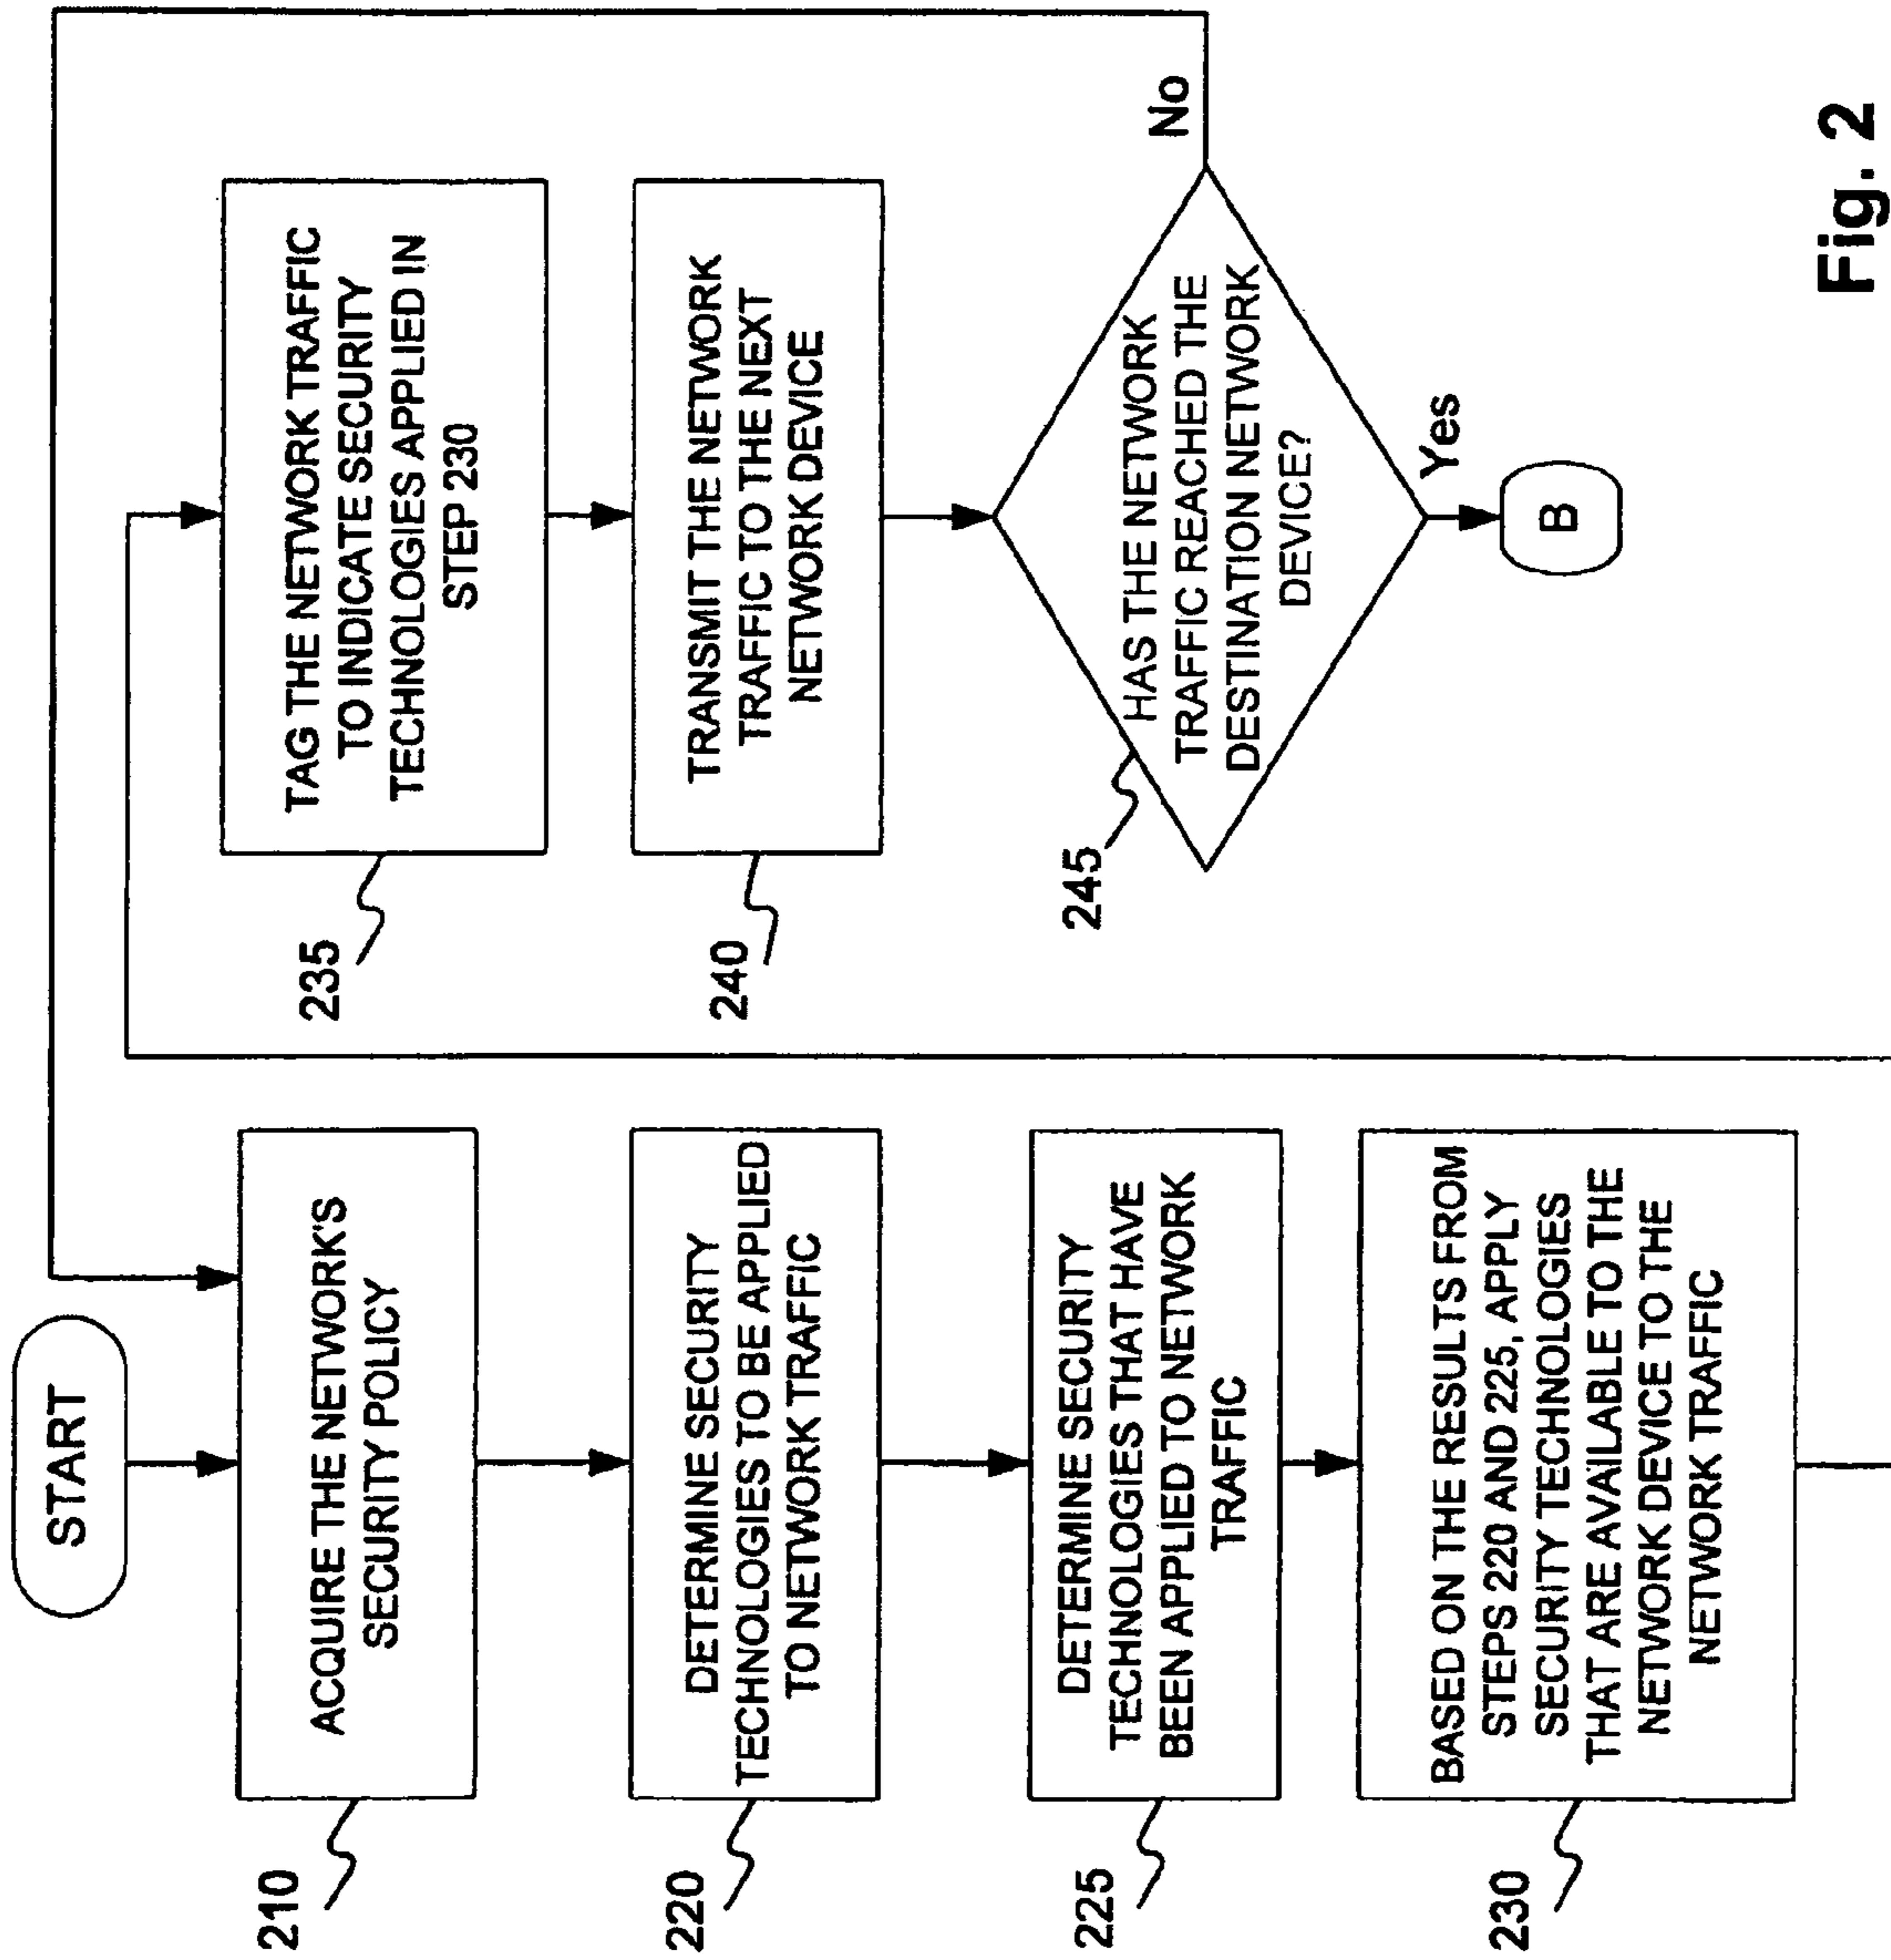 START
210
ACQUIRE THE NETWORK'S
SECURITY POLICY
220
DETERMINE SECURITY
TECHNOLOGIES TO BE APPLIED
TO NETWORK TRAFFIC
225
DETERMINE SECURITY
TECHNOLOGIES THAT HAVE
BEEN APPLIED TO NETWORK
TRAFFIC
230
BASED ON THE RESULTS FROM
STEPS 220 AND 225, APPLY
SECURITY TECHNOLOGIES
THAT ARE AVAILABLE TO THE
NETWORK DEVICE TO THE
NETWORK TRAFFIC
235
TAG THE NETWORK TRAFFIC
TO INDICATE SECURITY
TECHNOLOGIES APPLIED IN
STEP 230
240
TRANSMIT THE NETWORK
TRAFFIC TO THE NEXT
NETWORK DEVICE
245
HAS THE NETWORK
TRAFFIC REACHED THE
DESTINATION NETWORK
DEVICE?
No
Yes
B
Fig. 2